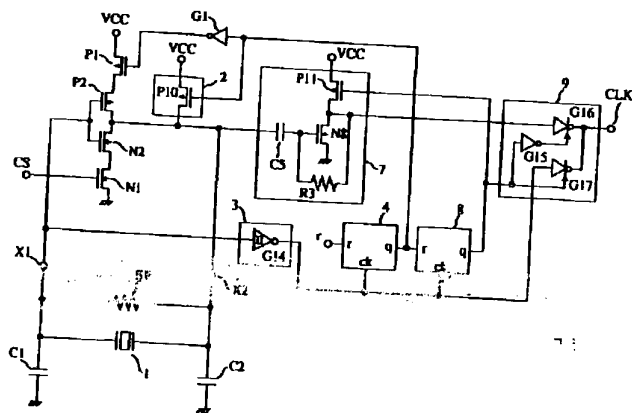 G1
VCC
P1
VCC
2
VCC
9
CLK
P2
P10
P11
G16
N2
C5
N8
G15
G17
CS
N1
R3
7
3
4
8
G14
r
r
q
r
q
ck
ck
X1
X2
C1
1
C2